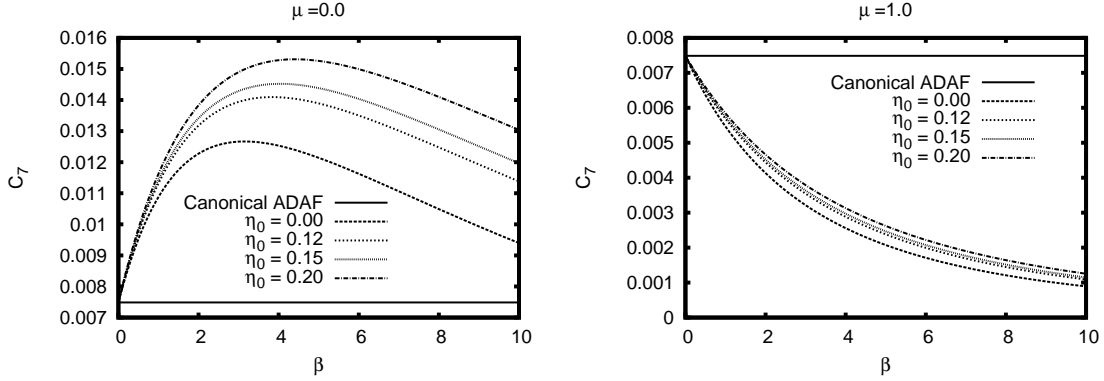 μ =0.0
0.016
0.015
0.014
0.013
0.012
0.011
0.01
0.009
0.008
0.007
C7
Canonical ADAF
η0 = 0.00
η0 = 0.12
η0 = 0.15
η0 = 0.20
0 2 4 6 8 10
β
μ =1.0
0.008
0.007
0.006
0.005
0.004
0.003
0.002
0.001
0
C7
Canonical ADAF
η0 = 0.00
η0 = 0.12
η0 = 0.15
η0 = 0.20
0 2 4 6 8 10
β